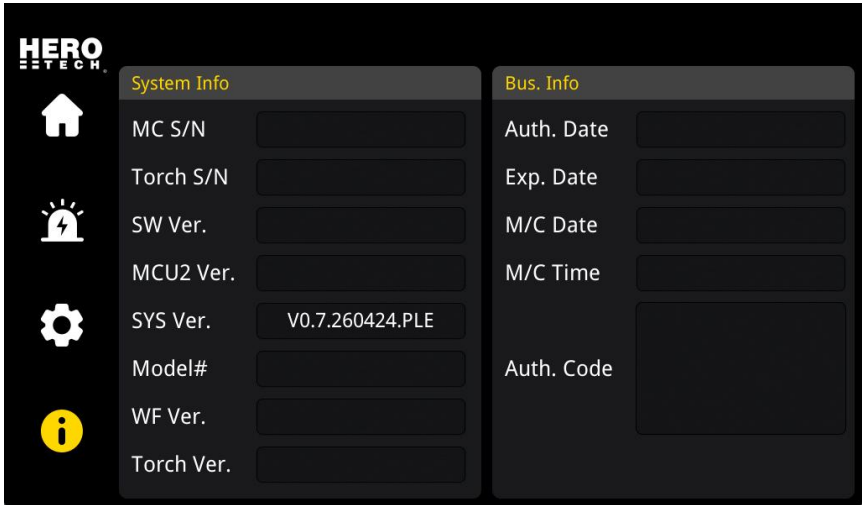 HERO
TECH
System Info
MC S/N
Torch S/N
SW Ver.
MCU2 Ver.
SYS Ver. V0.7.260424.PLE
Model#
WF Ver.
Torch Ver.
Bus. Info
Auth. Date
Exp. Date
M/C Date
M/C Time
Auth. Code